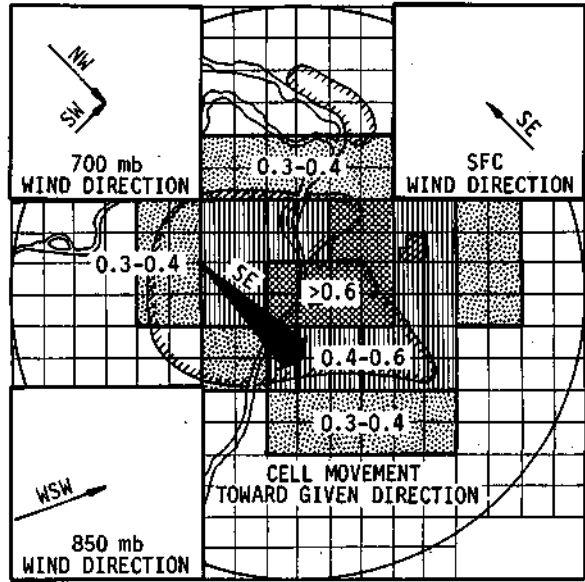 NW
SW
700 mb
WIND DIRECTION
0.3-0.4
SE
SFC
WIND DIRECTION
0.3-0.4
SE
>0.6
0.4-0.6
0.3-0.4
WSW
850 mb
WIND DIRECTION
CELL MOVEMENT
TOWARD GIVEN DIRECTION